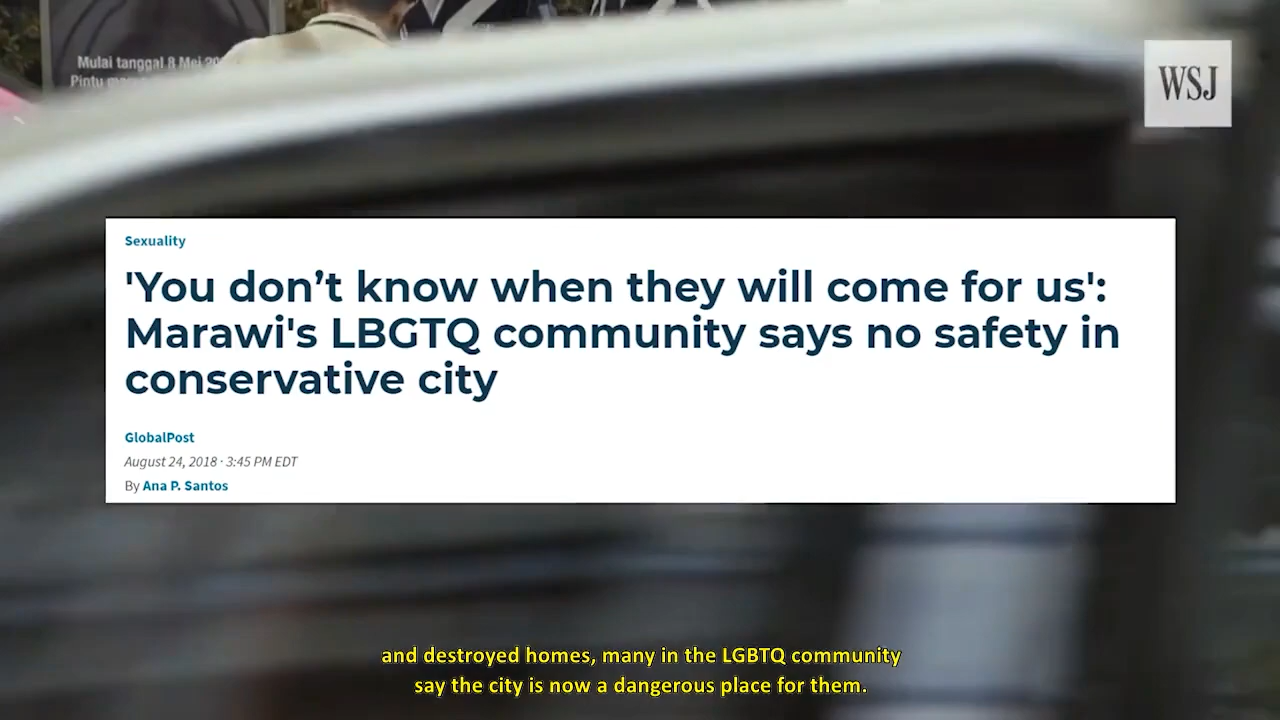 Mulai tanggal 8 Mei
WSJ
Sexuality
'You don’t know when they will come for us':
Marawi's LBGTQ community says no safety in
conservative city
GlobalPost
August 24, 2018 · 3:45 PM EDT
By Ana P. Santos
and destroyed homes, many in the LGBTQ community
say the city is now a dangerous place for them.